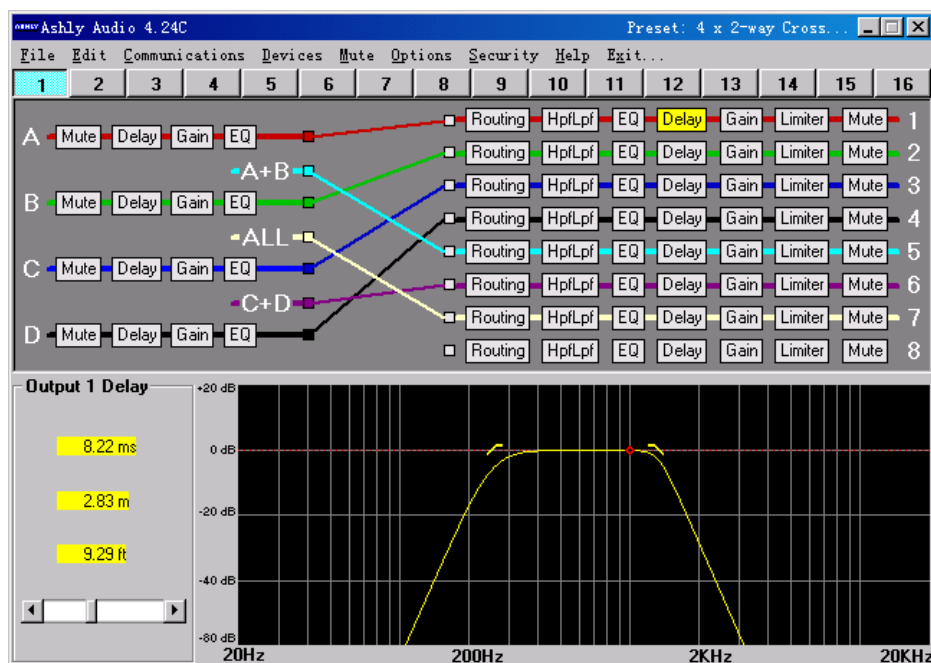 ASHLY Ashly Audio 4.24C Preset: 4 x 2-way Cross...
File Edit Communications Devices Mute Options Security Help Exit...
1 2 3 4 5 6 7 8 9 10 11 12 13 14 15 16
A Mute Delay Gain EQ Routing HpfLpf EQ Delay Gain Limiter Mute 1
Routing HpfLpf EQ Delay Gain Limiter Mute 2
A+B
Routing HpfLpf EQ Delay Gain Limiter Mute 3
B Mute Delay Gain EQ
Routing HpfLpf EQ Delay Gain Limiter Mute 4
ALL
Routing HpfLpf EQ Delay Gain Limiter Mute 5
C Mute Delay Gain EQ
Routing HpfLpf EQ Delay Gain Limiter Mute 6
C+D
Routing HpfLpf EQ Delay Gain Limiter Mute 7
D Mute Delay Gain EQ
Routing HpfLpf EQ Delay Gain Limiter Mute 8
Output 1 Delay
8.22 ms
2.83 m
9.29 ft
+20 dB
0 dB
-20 dB
-40 dB
-80 dB
20Hz 200Hz 2KHz 20KHz